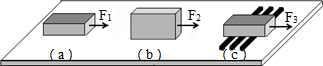 F₁ F₂ F₃
( a ) ( b ) ( c )